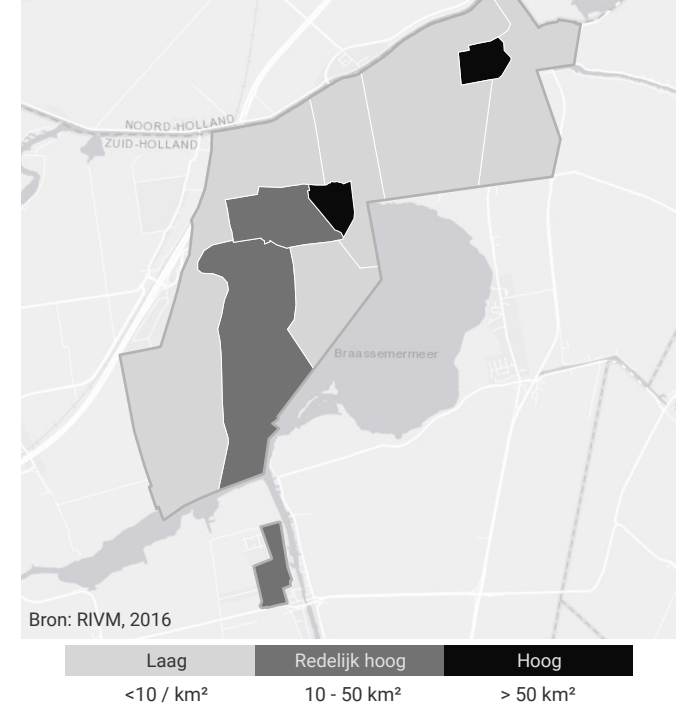 NOORD-HOLLAND
ZUID-HOLLAND
Braassemermeer
Bron: RIVM, 2016
Laag Redelijk hoog Hoog
<10 / km² 10 - 50 km² > 50 km²